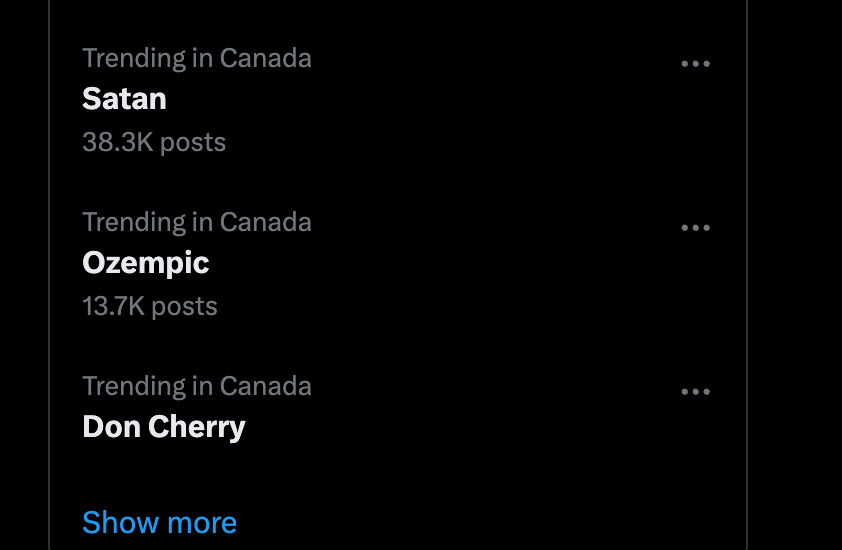 Trending in Canada
Satan
38.3K posts
Trending in Canada
Ozempic
13.7K posts
Trending in Canada
Don Cherry
Show more